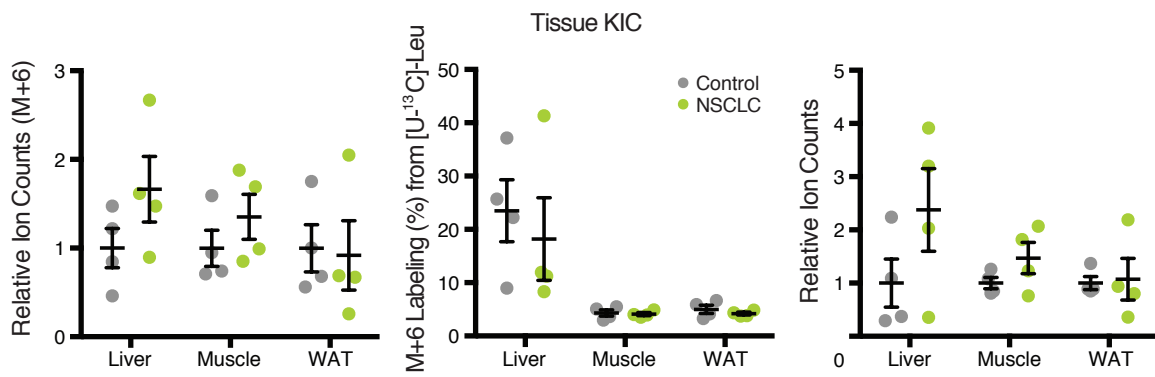 Tissue KIC
Relative Ion Counts (M+6)
3
2
1
0
Liver
Muscle
WAT
M+6 Labeling (%) from [U-¹³C]-Leu
50
40
30
20
10
0
Control
NSCLC
Liver
Muscle
WAT
Relative Ion Counts
5
4
3
2
1
0
0
Liver
Muscle
WAT